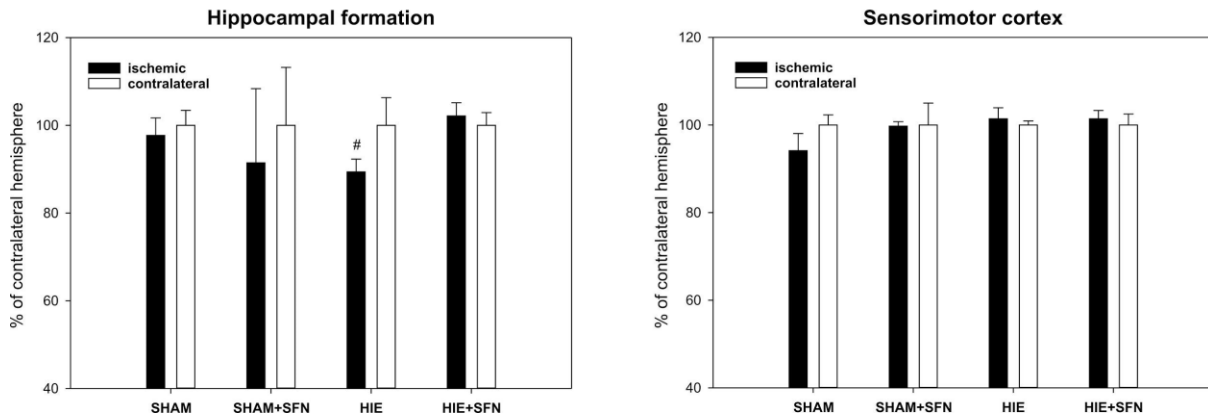 Hippocampal formation
% of contralateral hemisphere
120
100
80
60
40
ischemic
contralateral
#
SHAM
SHAM+SFN
HIE
HIE+SFN
Sensorimotor cortex
% of contralateral hemisphere
120
100
80
60
40
ischemic
contralateral
SHAM
SHAM+SFN
HIE
HIE+SFN